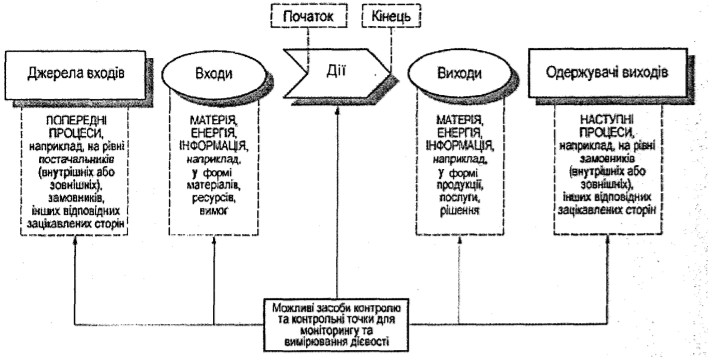 Початок
Кінець
Джерела входів
Входи
Дії
Виходи
Одержувачі виходів
ПОПЕРЕДНІ
ПРОЦЕСИ,
наприклад, на рівні
постачальників
(внутрішніх або
зовнішніх),
замовників,
інших відповідних
зацікавлених сторін
МАТЕРІЯ,
ЕНЕРГІЯ,
ІНФОРМАЦІЯ,
наприклад,
у формі
матеріалів,
ресурсів,
вимог
МАТЕРІЯ,
ЕНЕРГІЯ,
ІНФОРМАЦІЯ,
наприклад,
у формі
продукції,
послуги,
рішення
НАСТУПНІ
ПРОЦЕСИ,
наприклад, на рівні
замовників
(внутрішніх або
зовнішніх),
інших відповідних
зацікавлених сторін
Можливі засоби контролю
та контрольні точки для
моніторингу та
вимірювання дієвості